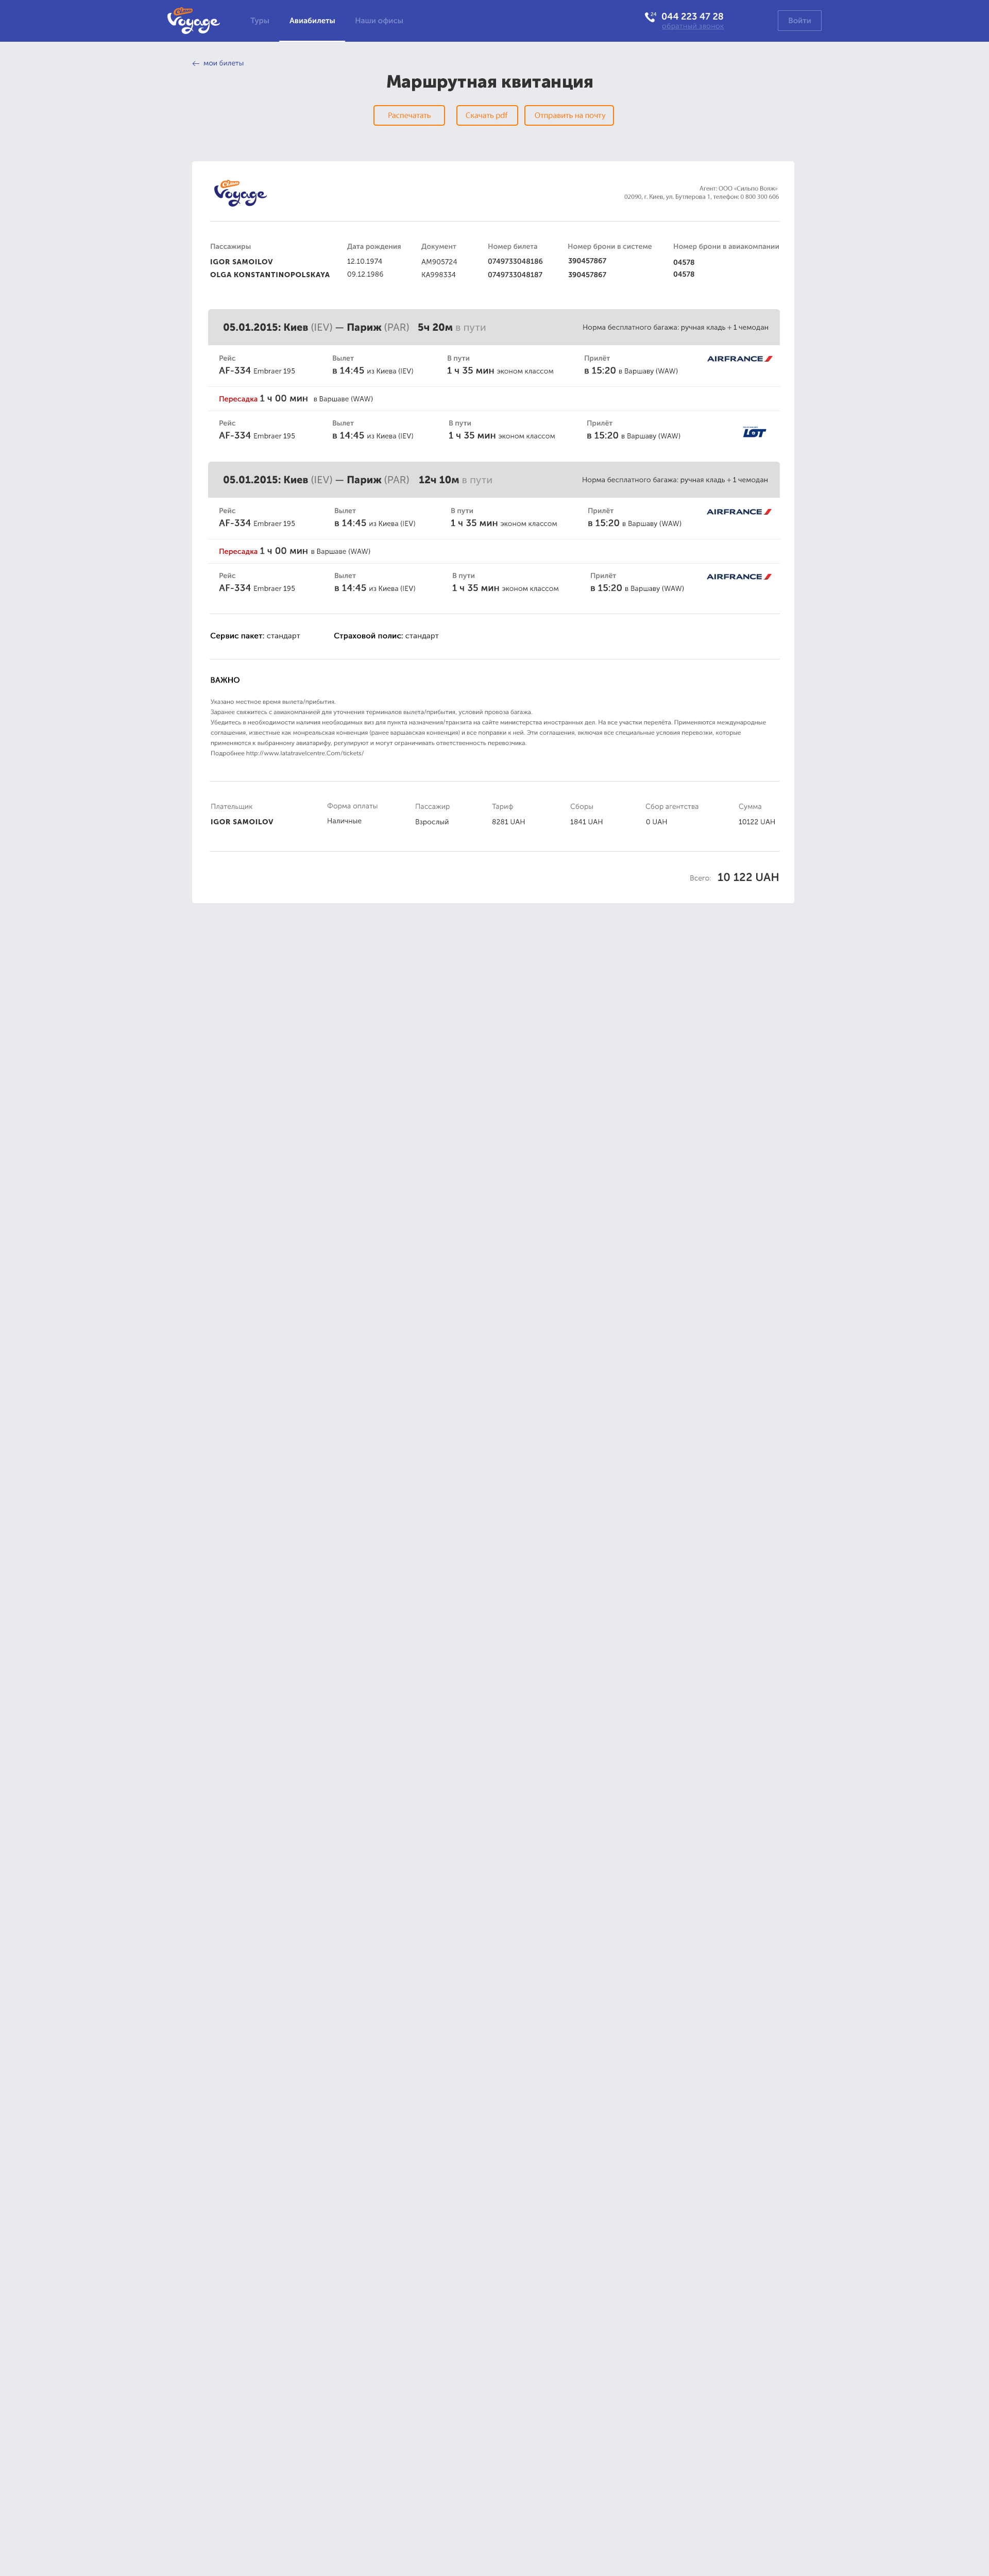 Сільпо Voyage
Туры Авиабилеты Наши офисы
24 044 223 47 28
обратный звонок
Войти
← мои билеты
Маршрутная квитанция
Распечатать Скачать pdf Отправить на почту
Voyage
Агент: ООО «Сильпо Вояж»
02090, г. Киев, ул. Бутлерова 1, телефон: 0 800 300 606
Пассажиры Дата рождения Документ Номер билета Номер брони в системе Номер брони в авиакомпании
IGOR SAMOILOV 12.10.1974 AM905724 0749733048186 390457867 04578
OLGA KONSTANTINOPOLSKAYA 09.12.1986 KA998334 0749733048187 390457867 04578
05.01.2015: Киев (IEV) — Париж (PAR) 5ч 20м в пути Норма бесплатного багажа: ручная кладь + 1 чемодан
Рейс Вылет В пути Прилёт AIRFRANCE
AF-334 Embraer 195 в 14:45 из Киева (IEV) 1 ч 35 мин эконом классом в 15:20 в Варшаву (WAW)
Пересадка 1 ч 00 мин в Варшаве (WAW)
Рейс Вылет В пути Прилёт
AF-334 Embraer 195 в 14:45 из Киева (IEV) 1 ч 35 мин эконом классом в 15:20 в Варшаву (WAW) LOT
05.01.2015: Киев (IEV) — Париж (PAR) 12ч 10м в пути Норма бесплатного багажа: ручная кладь + 1 чемодан
Рейс Вылет В пути Прилёт AIRFRANCE
AF-334 Embraer 195 в 14:45 из Киева (IEV) 1 ч 35 мин эконом классом в 15:20 в Варшаву (WAW)
Пересадка 1 ч 00 мин в Варшаве (WAW)
Рейс Вылет В пути Прилёт AIRFRANCE
AF-334 Embraer 195 в 14:45 из Киева (IEV) 1 ч 35 мин эконом классом в 15:20 в Варшаву (WAW)
Сервис пакет: стандарт Страховой полис: стандарт
ВАЖНО
Указано местное время вылета/прибытия.
Заранее свяжитесь с авиакомпанией для уточнения терминалов вылета/прибытия, условий провоза багажа.
Убедитесь в необходимости наличия необходимых виз для пункта назначения/транзита на сайте министерства иностранных дел. На все участки перелёта. Применяются международные
соглашения, известные как монреальская конвенция (ранее варшавская конвенция) и все поправки к ней. Эти соглашения, включая все специальные условия перевозки, которые
применяются к выбранному авиатарифу, регулируют и могут ограничивать ответственность перевозчика.
Подробнее http://www.Iatatravelcentre.Com/tickets/
Плательщик Форма оплаты Пассажир Тариф Сборы Сбор агентства Сумма
IGOR SAMOILOV Наличные Взрослый 8281 UAH 1841 UAH 0 UAH 10122 UAH
Всего: 10 122 UAH